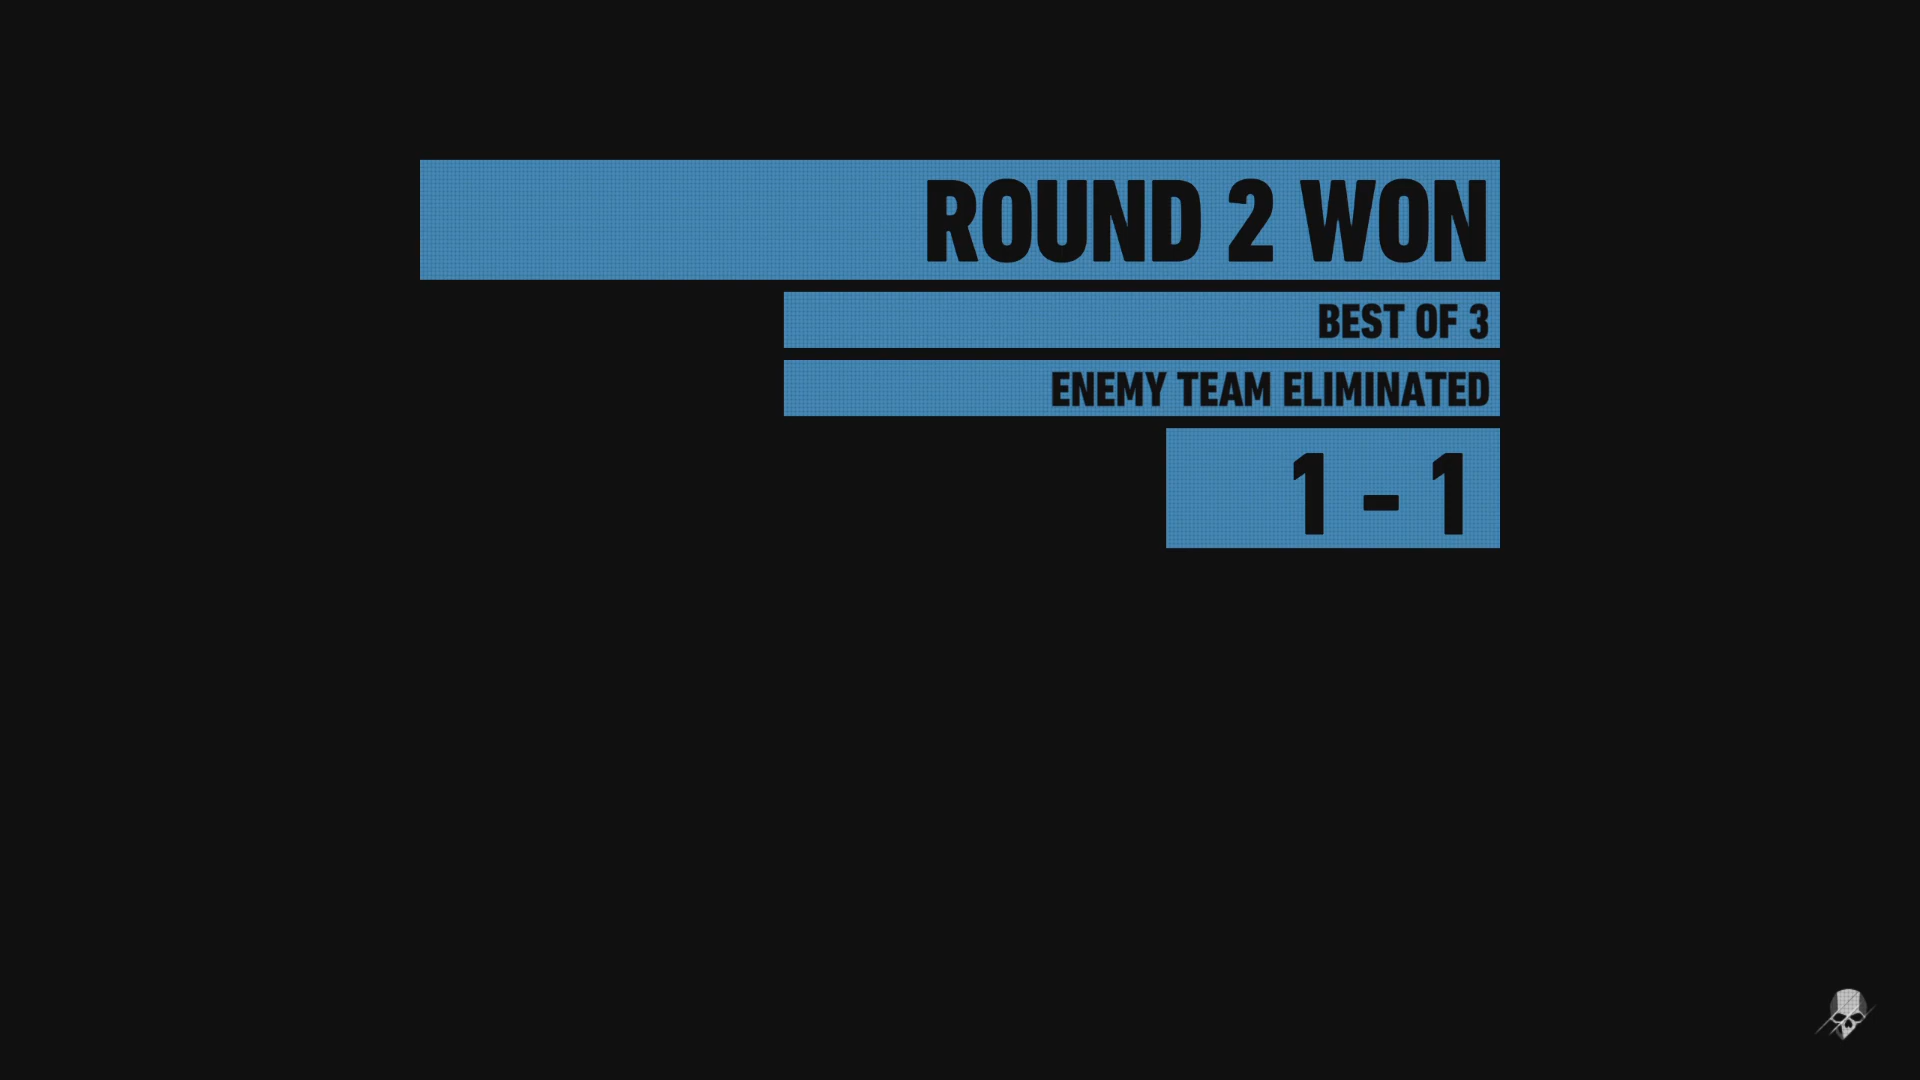 ROUND 2 WON
BEST OF 3
ENEMY TEAM ELIMINATED
1 - 1